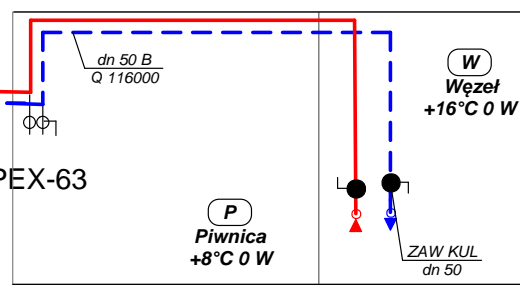 dn 50 B
Q 116000
W
Węzeł
+16°C 0 W
PEX-63
P
Piwnica
+8°C 0 W
ZAW KUL
dn 50